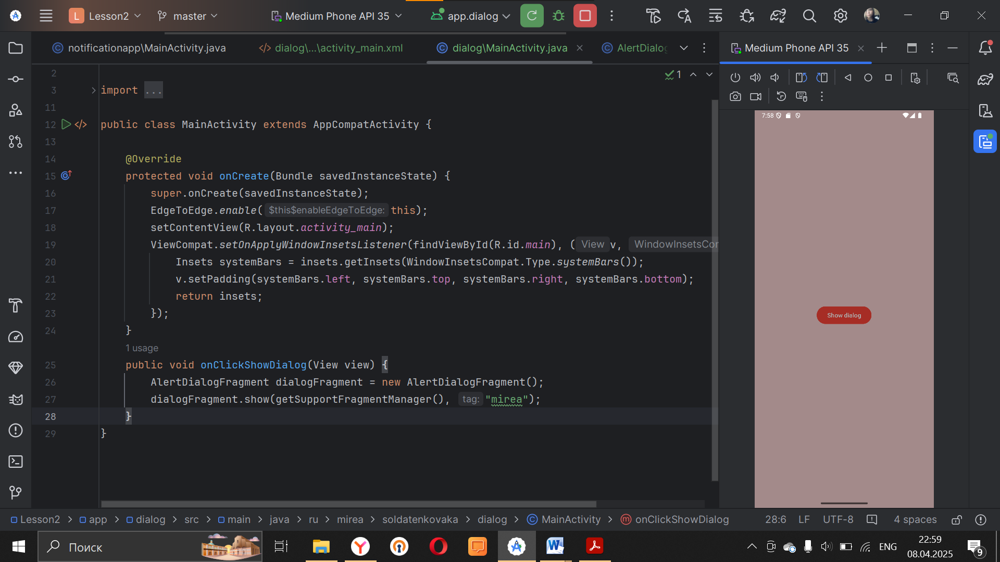 L Lesson2 master Medium Phone API 35 app.dialog
notificationapp\MainActivity.java dialog\...\activity_main.xml dialog\MainActivity.java AlertDialog Medium Phone API 35
2
1
3 import ...
11
12 public class MainActivity extends AppCompatActivity {
13
14 @Override
15 protected void onCreate(Bundle savedInstanceState) {
16 super.onCreate(savedInstanceState);
17 EdgeToEdge.enable( $this$enableEdgeToEdge: this);
18 setContentView(R.layout.activity_main);
19 ViewCompat.setOnApplyWindowInsetsListener(findViewById(R.id.main), ( View v, WindowInsetsCom
20 Insets systemBars = insets.getInsets(WindowInsetsCompat.Type.systemBars());
21 v.setPadding(systemBars.left, systemBars.top, systemBars.right, systemBars.bottom);
22 return insets;
23 });
24 }
1 usage
25 public void onClickShowDialog(View view) {
26 AlertDialogFragment dialogFragment = new AlertDialogFragment();
27 dialogFragment.show(getSupportFragmentManager(), tag: "mirea");
28 }
29 }
7:58
Show dialog
Lesson2 > app > dialog > src > main > java > ru > mirea > soldatenkovaka > dialog > MainActivity > onClickShowDialog 28:6 LF UTF-8 4 spaces
Поиск
ENG
22:59
08.04.2025
9